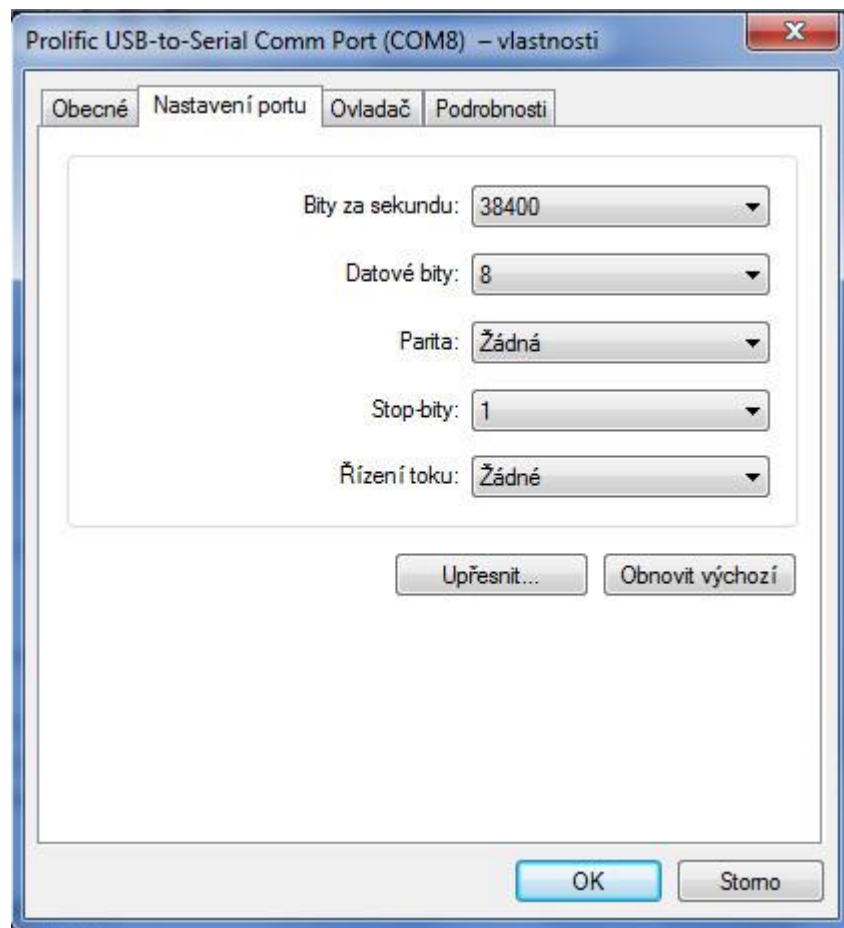 Prolific USB-to-Serial Comm Port (COM8) – vlastnosti
Obecné Nastavení portu Ovladač Podrobnosti
Bity za sekundu: 38400
Datové bity: 8
Parita: Žádná
Stop-bity: 1
Řízení toku: Žádné
Upřesnit... Obnovit výchozí
OK Storno